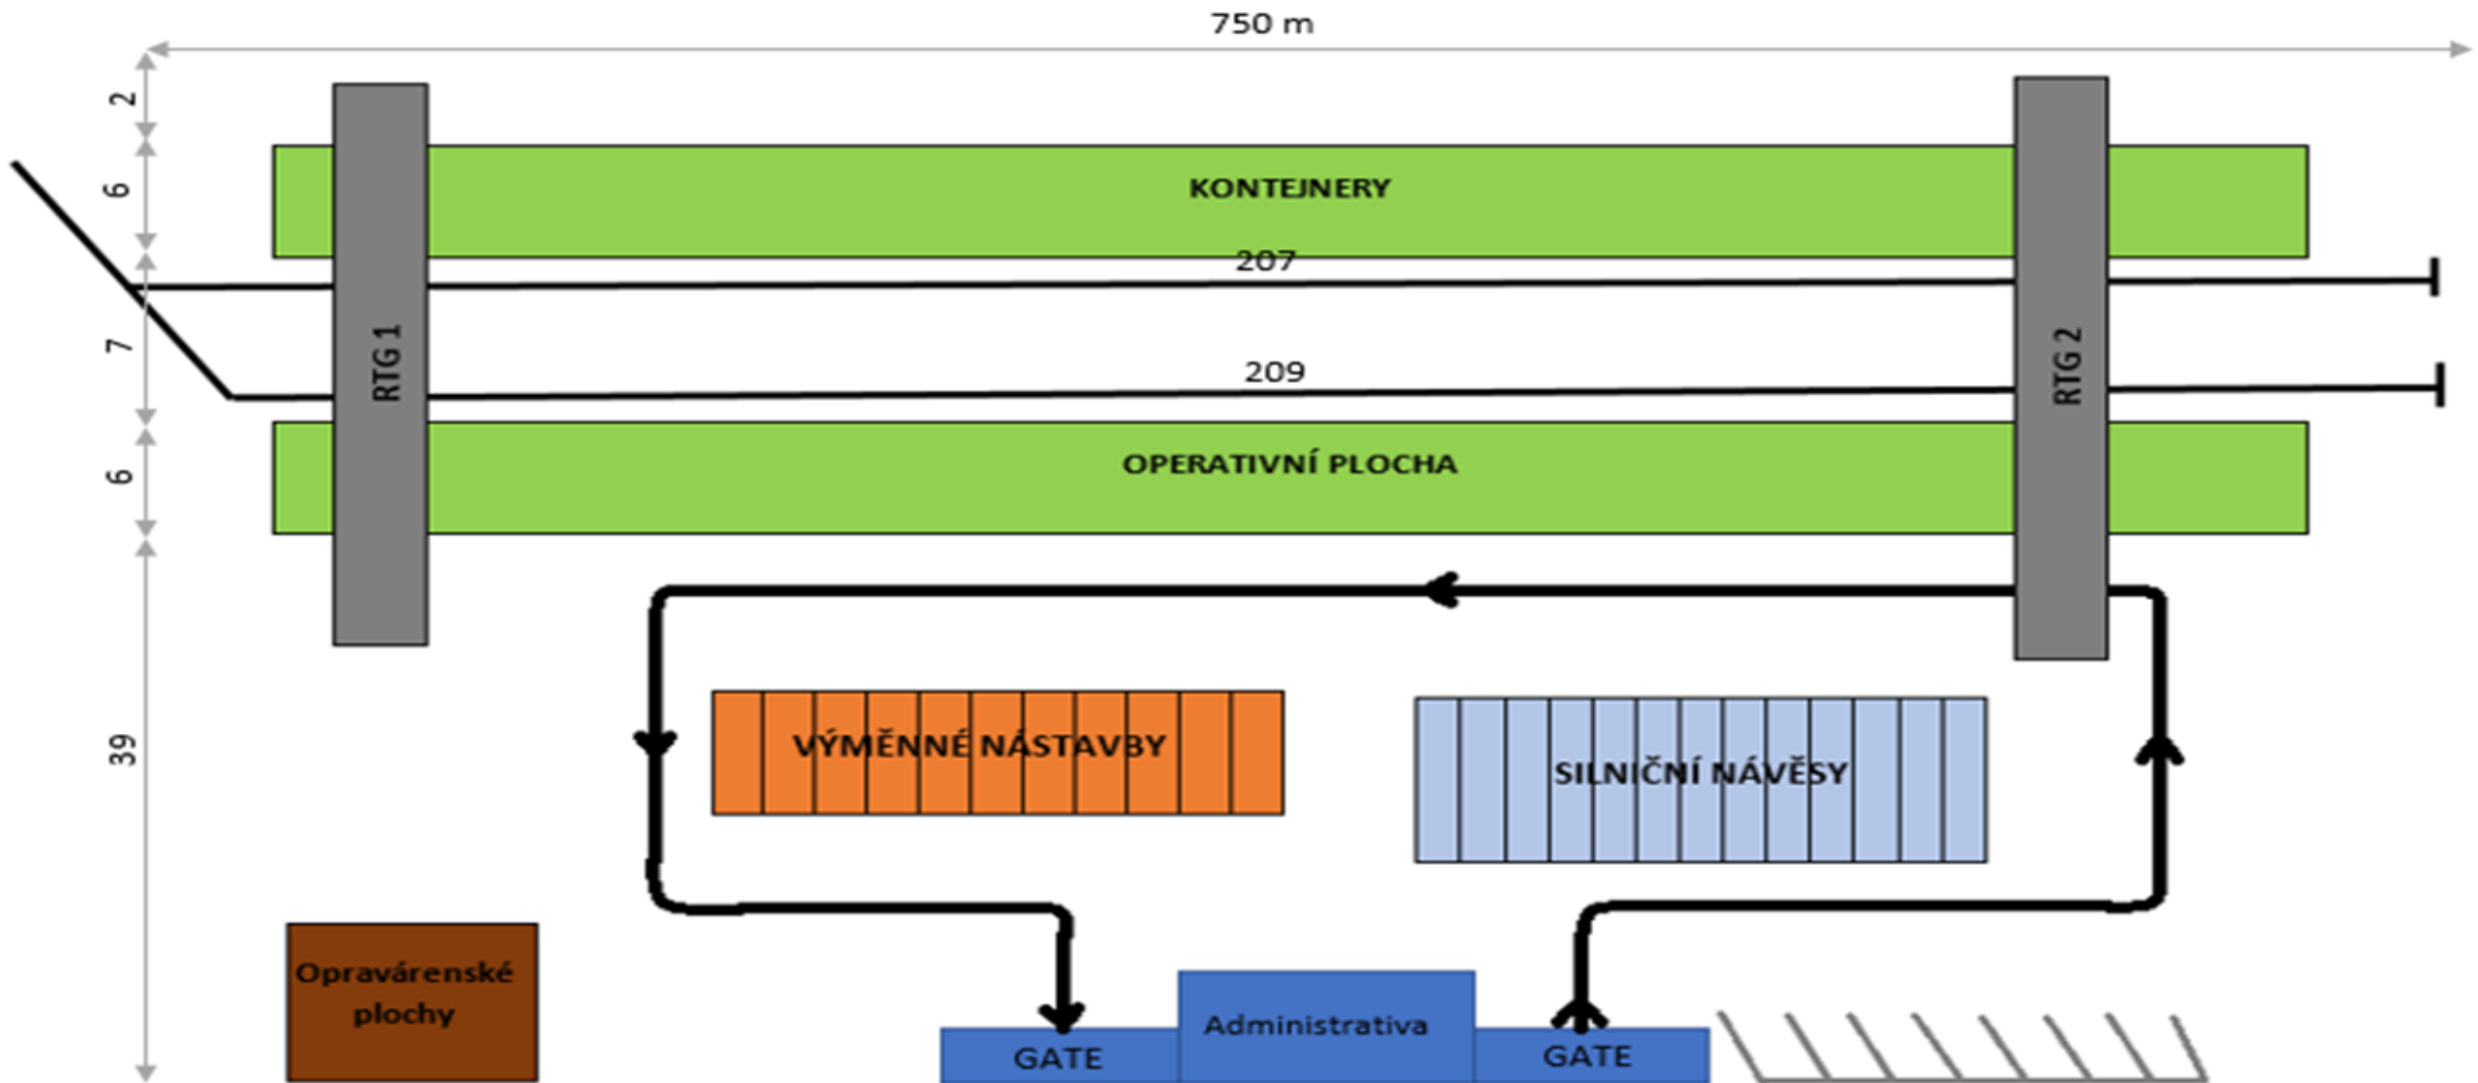 750 m
2
6
KONTEJNERY
207
7
RTG 1
RTG 2
209
6
OPERATIVNÍ PLOCHA
39
VÝMĚNNÉ NÁSTAVBY
SILNIČNÍ NÁVĚSY
Opravárenské
plochy
Administrativa
GATE
GATE